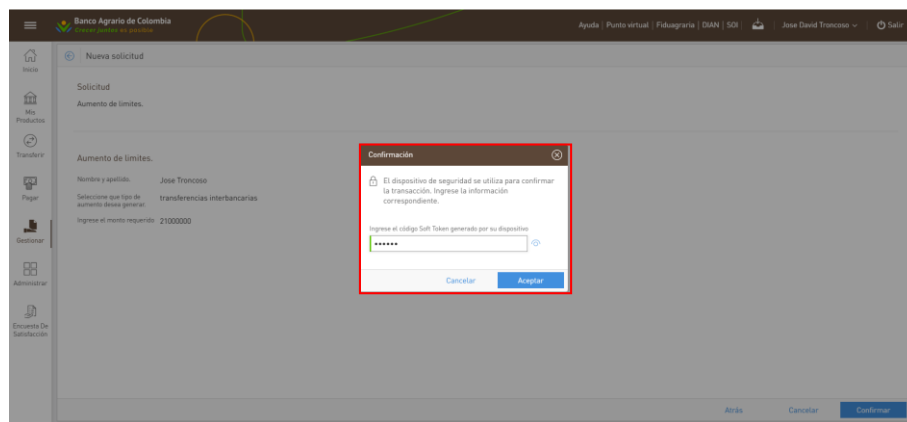 Banco Agrario de Colombia
Crecer juntos es posible
Ayuda | Punto virtual | Fiduagraria | DIAN | SOI
Jose David Troncoso
Salir
Inicio
Mis
Productos
Transferir
Pagar
Gestionar
Administrar
Encuesta De
Satisfacción
Nueva solicitud
Solicitud
Aumento de limites.
Aumento de limites.
Nombre y apellido. Jose Troncoso
Seleccione que tipo de
aumento desea generar. transferencias interbancarias
Ingrese el monto requerido 21000000
Confirmación
El dispositivo de seguridad se utiliza para confirmar
la transacción. Ingrese la información
correspondiente.
Ingrese el código Soft Token generado por su dispositivo
••••••
Cancelar
Aceptar
Atrás
Cancelar
Confirmar